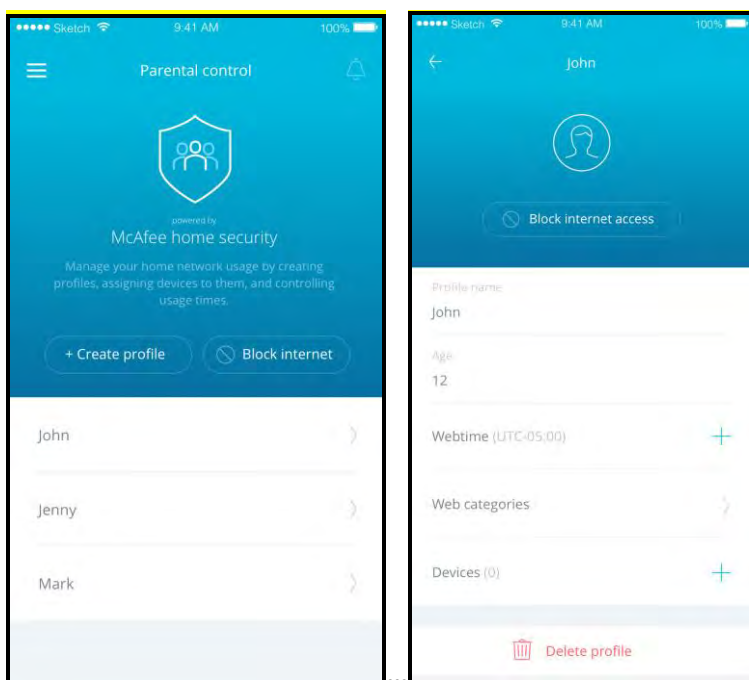 Sketch 9:41 AM 100%
Parental control
powered by
McAfee home security
Manage your home network usage by creating
profiles, assigning devices to them, and controlling
usage times.
+ Create profile Block internet
John
Jenny
Mark
Sketch 9:41 AM 100%
John
Block internet access
Profile name
John
Age
12
Webtime (UTC-05:00)
Web categories
Devices (0)
Delete profile